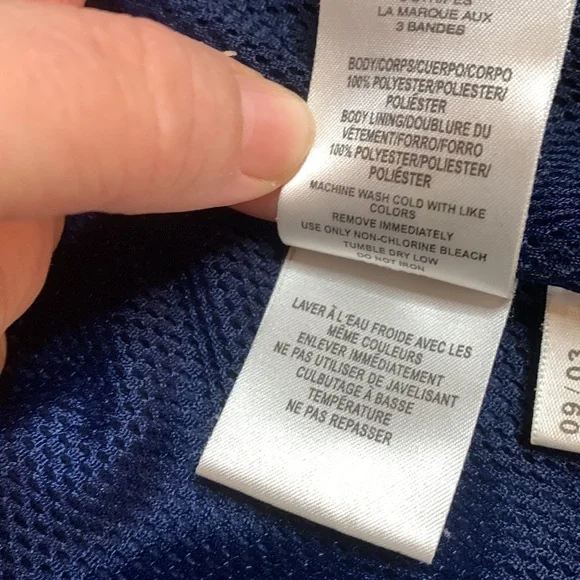 LA MARQUE AUX
3 BANDES
BODY/CORPS/CUERPO/CORPO
100% POLYESTER/POLIESTER/
POLIÉSTER
BODY LINING/DOUBLURE DU
VÊTEMENT/FORRO/FORRO
100% POLYESTER/POLIESTER/
POLIÉSTER
MACHINE WASH COLD WITH LIKE
COLORS
REMOVE IMMEDIATELY
USE ONLY NON-CHLORINE BLEACH
TUMBLE DRY LOW
DO NOT IRON
LAVER À L'EAU FROIDE AVEC LES
MÊME COULEURS
ENLEVER IMMÉDIATEMENT
NE PAS UTILISER DE JAVELISANT
CULBUTAGE À BASSE
TEMPÉRATURE
NE PAS REPASSER
09/03